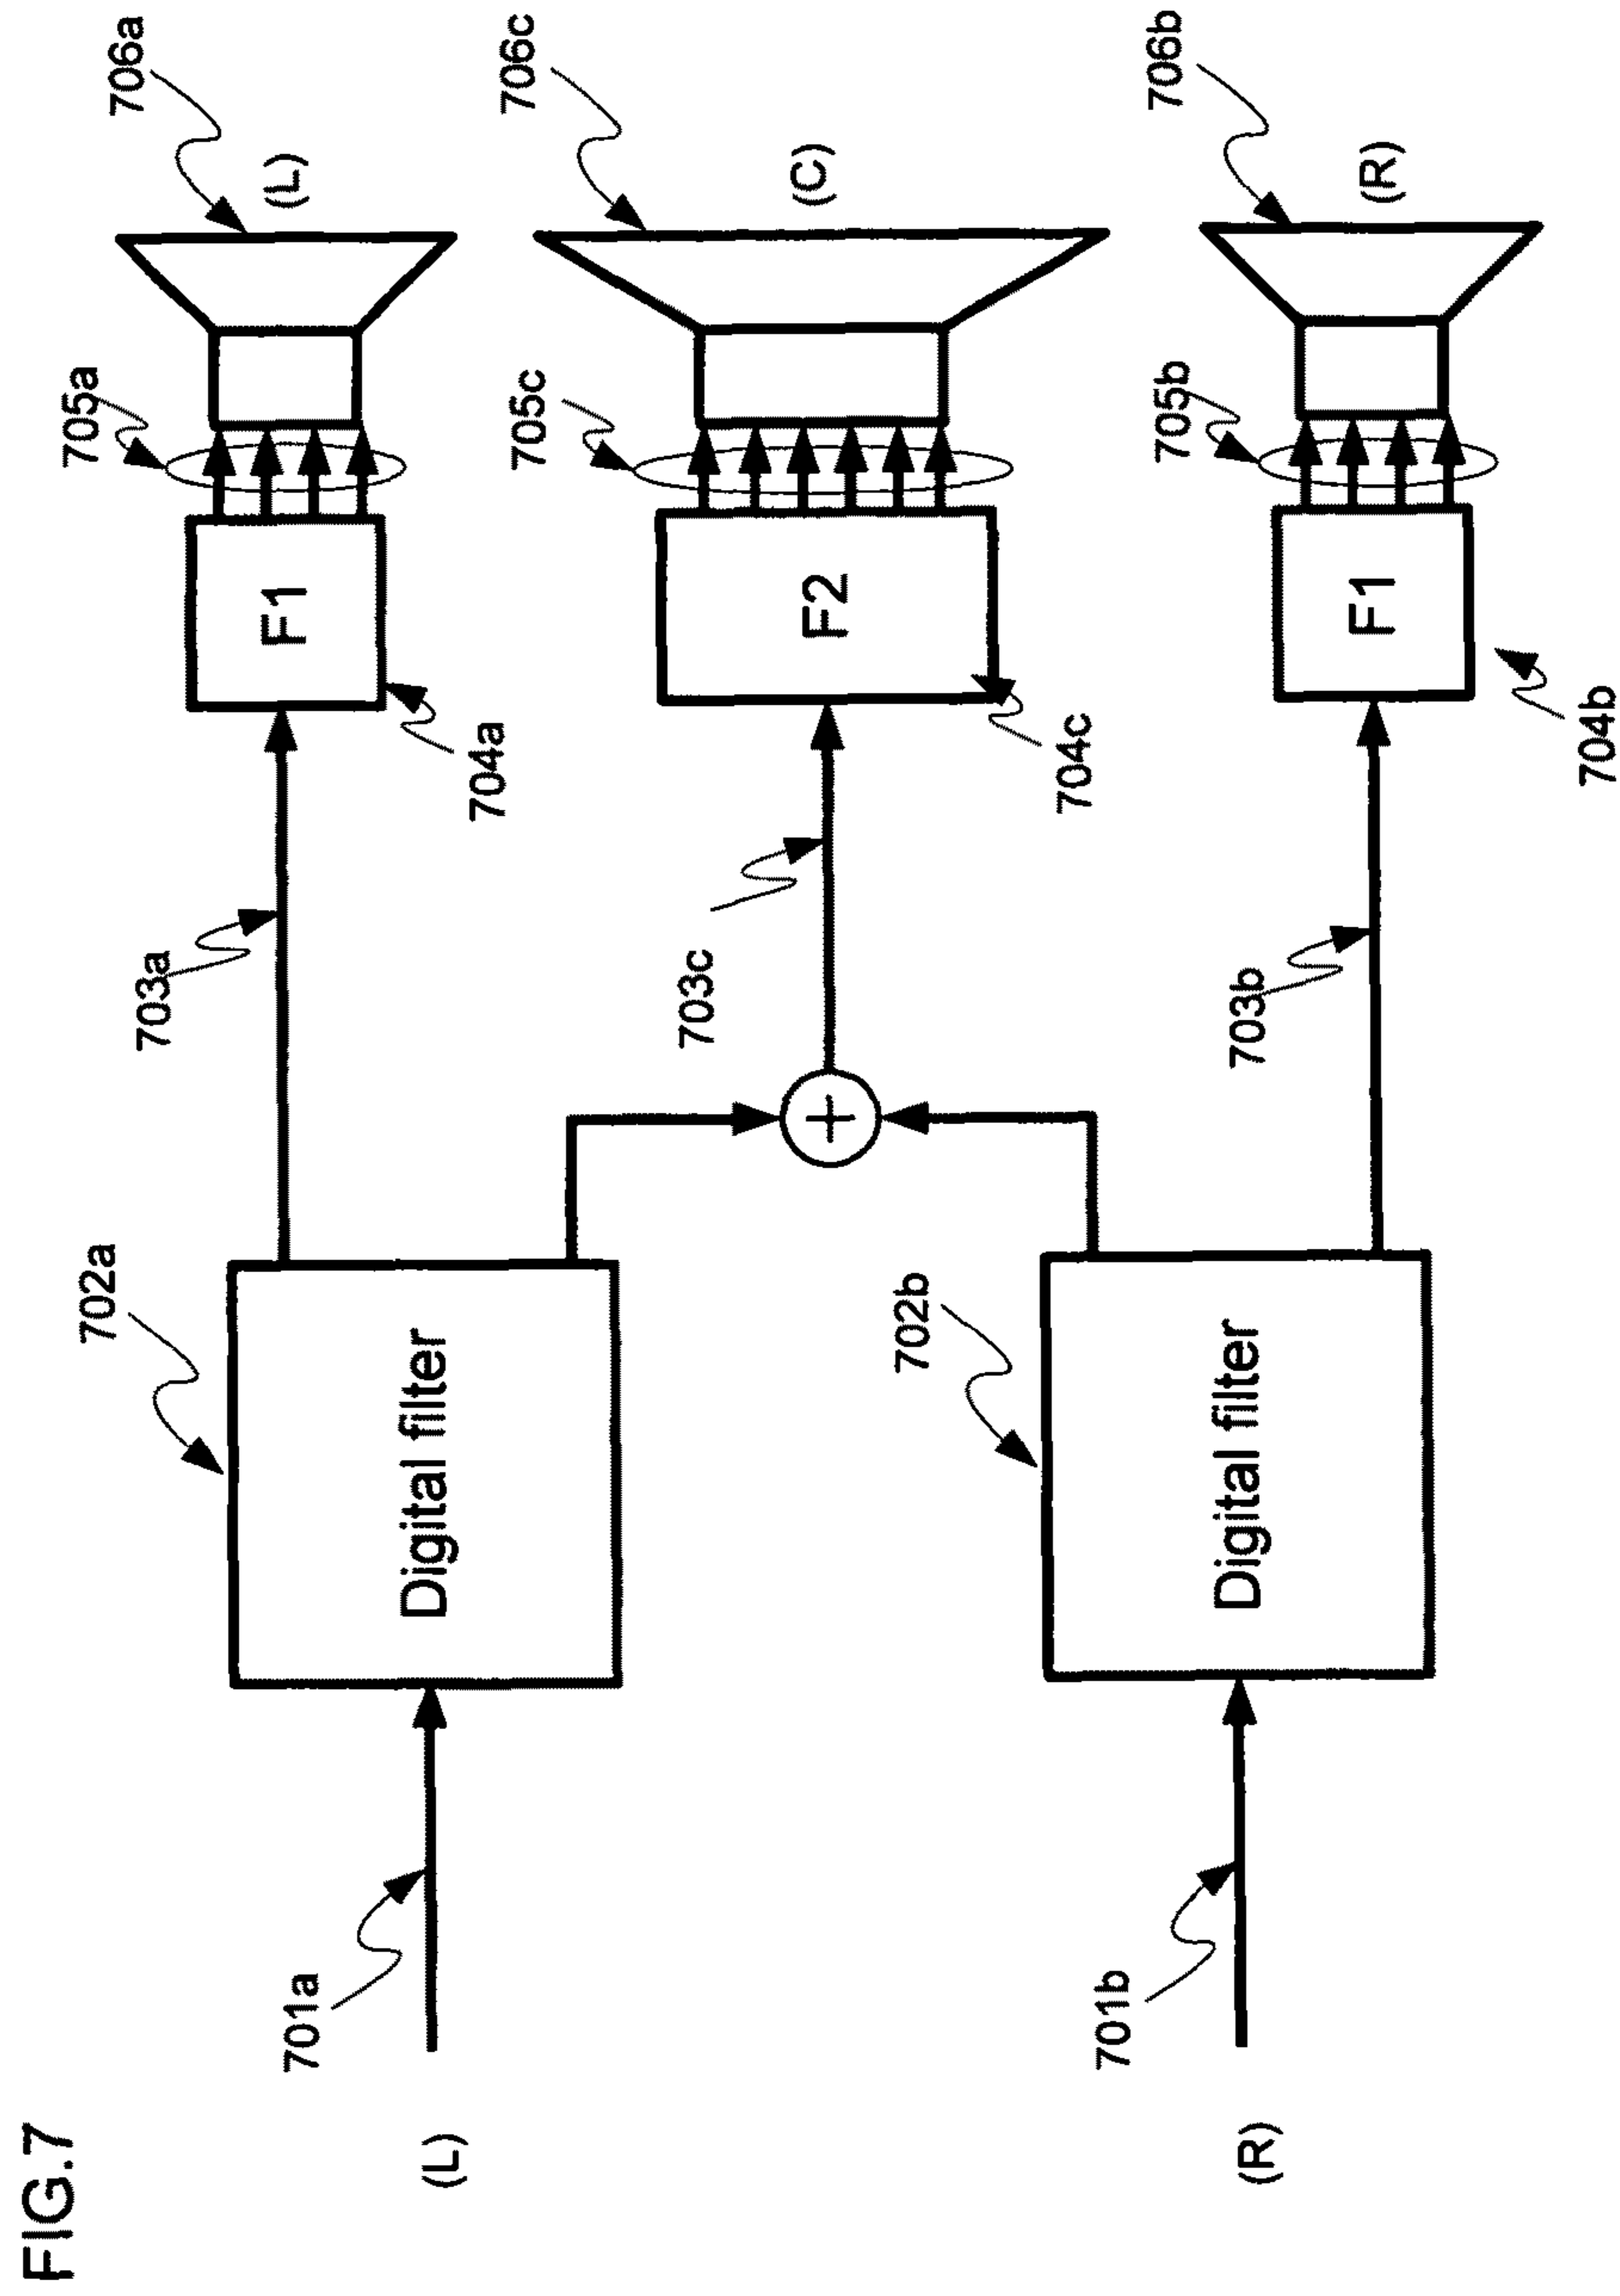 FIG.7
(L)
701a
702a
Digital filter
703a
704a
F1
705a
706a
(L)
703c
704c
F2
705c
706c
(C)
(R)
701b
702b
Digital filter
703b
704b
F1
705b
706b
(R)
+